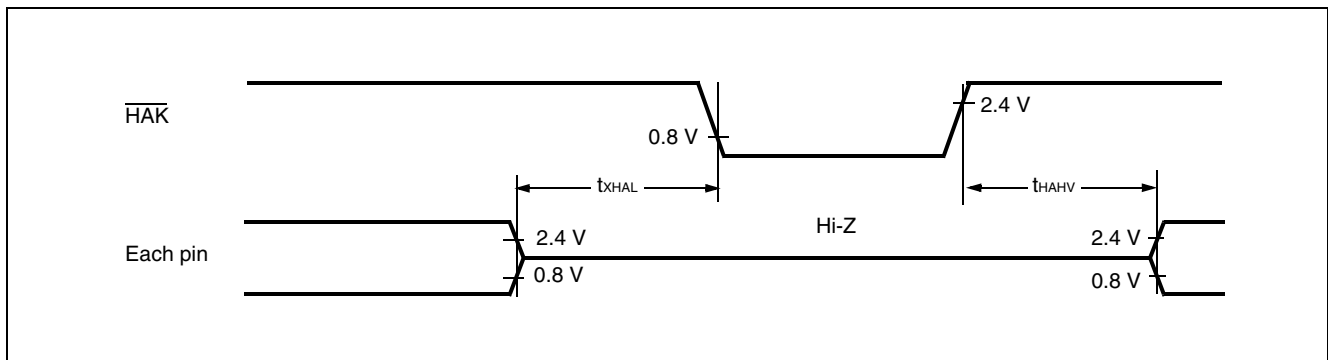 HAK
2.4 V
0.8 V
tXHAL
tHAHV
Hi-Z
Each pin
2.4 V
2.4 V
0.8 V
0.8 V